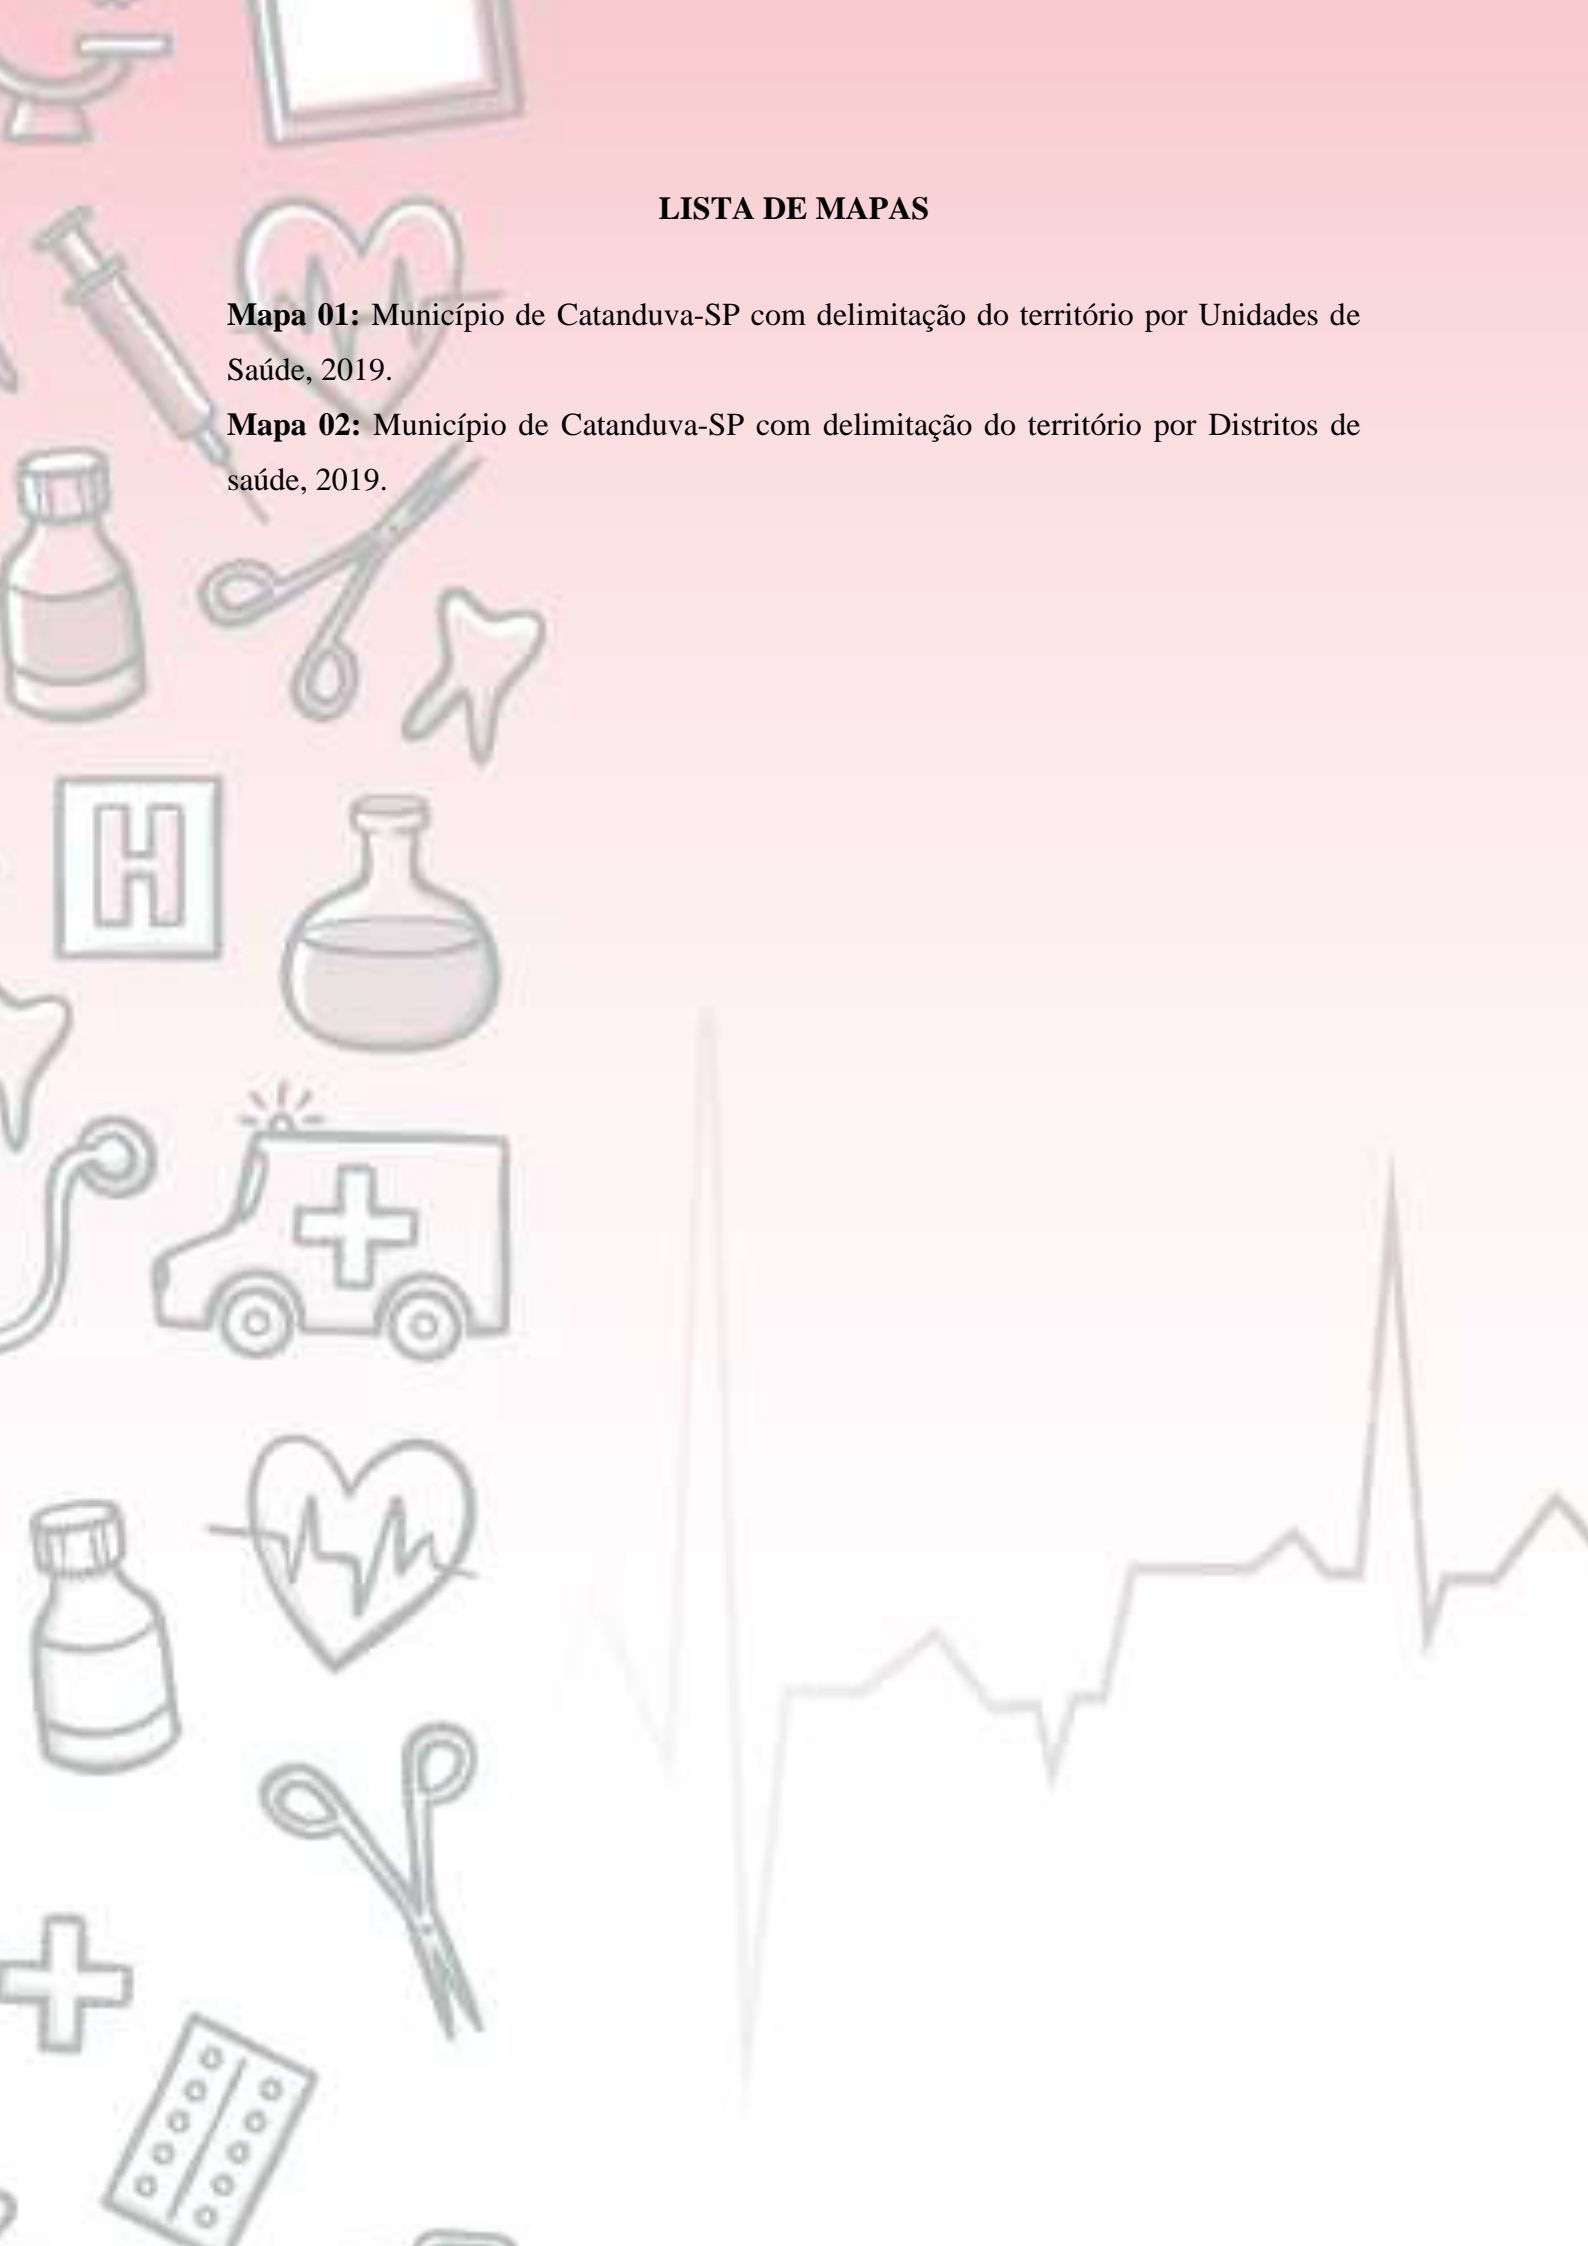 LISTA DE MAPAS
Mapa 01: Município de Catanduva-SP com delimitação do território por Unidades de
Saúde, 2019.
Mapa 02: Município de Catanduva-SP com delimitação do território por Distritos de
saúde, 2019.
H